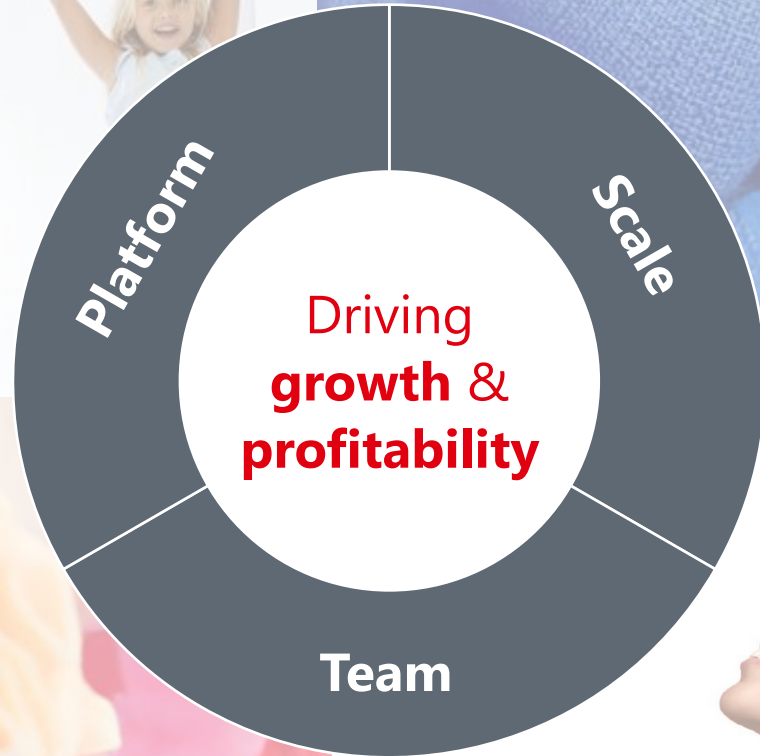 Platform
Scale
Driving
growth &
profitability
Team